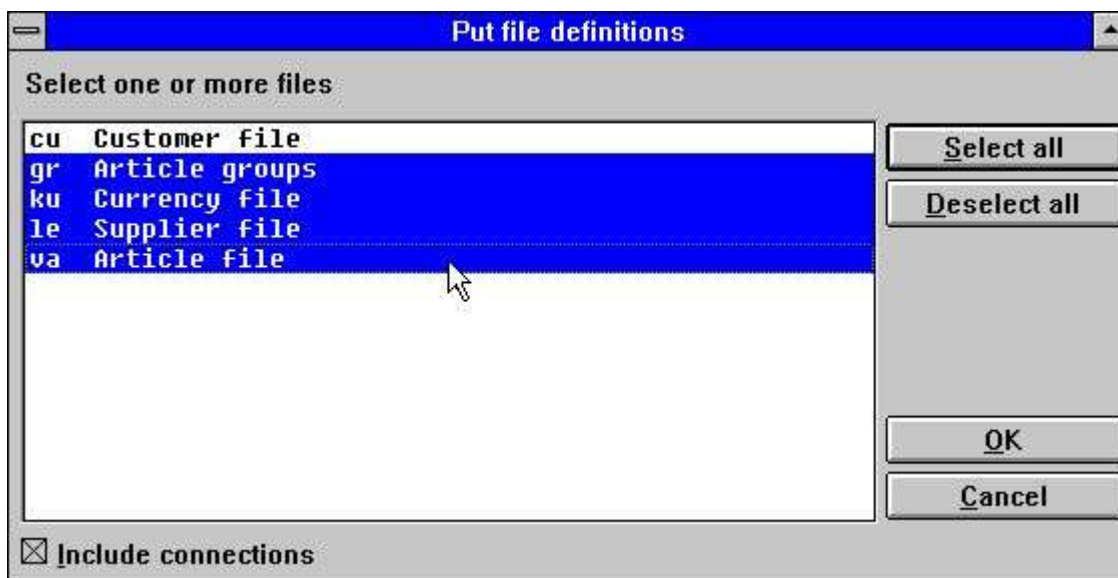 Put file definitions
Select one or more files
cu Customer file
gr Article groups
ku Currency file
le Supplier file
va Article file
Select all
Deselect all
OK
Cancel
Include connections